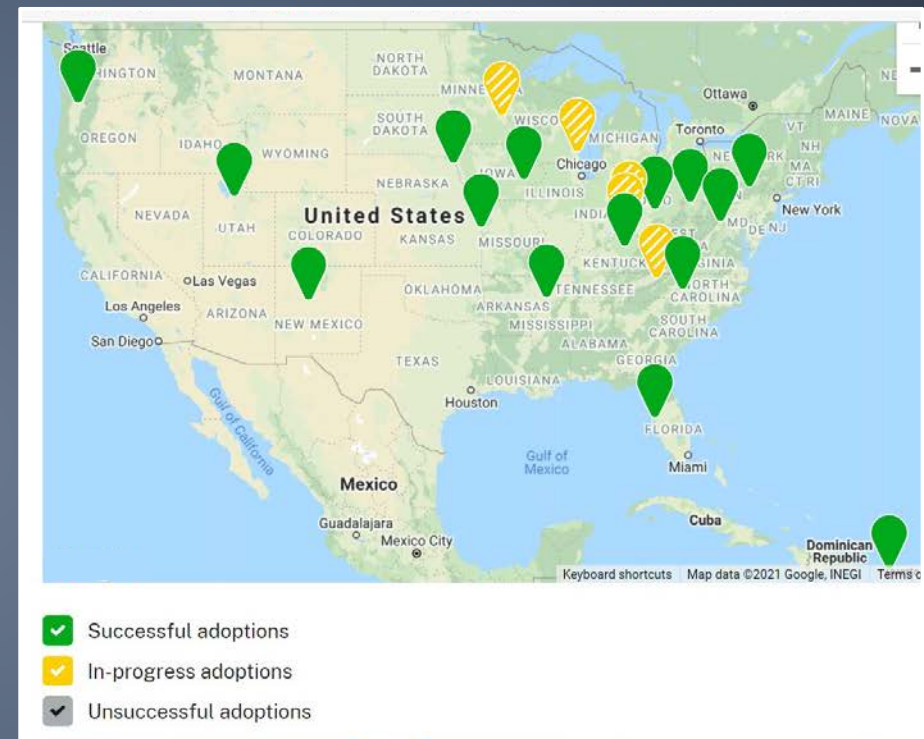 Seattle
HINGTON
MONTANA
NORTH
DAKOTA
MINNE
A
Ottawa
MAINE
NOVA
OREGON
IDAHO
WYOMING
SOUTH
DAKOTA
WISCO
MICHIGAN
Toronto
VT
NH
NE
RK
MA
CT RI
IOWA
Chicago
NEBRASKA
ILLINOIS
INDIA
New York
NEVADA
UTAH
United States
COLORADO
KANSAS
MISSOURI
MD
DE NJ
CALIFORNIA
Las Vegas
KENTUCK
GINIA
Los Angeles
ARIZONA
NEW MEXICO
OKLAHOMA
ARKANSAS
TENNESSEE
NORTH
CAROLINA
San Diego
MISSISSIPPI
SOUTH
CAROLINA
ALABAMA
TEXAS
GEORGIA
LOUISIANA
Houston
Gulf of California
FLORIDA
Gulf of
Mexico
Miami
Mexico
Guadalajara
Mexico City
Cuba
Dominican
Republic
Keyboard shortcuts Map data ©2021 Google, INEGI Terms o
Successful adoptions
In-progress adoptions
Unsuccessful adoptions